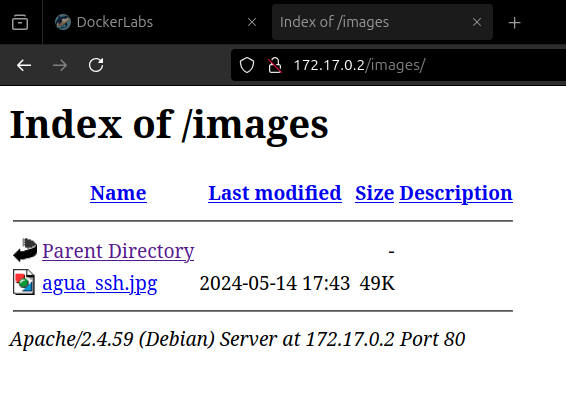 DockerLabs
Index of /images
172.17.0.2/images/
Index of /images
Name Last modified Size Description
Parent Directory -
agua_ssh.jpg 2024-05-14 17:43 49K
Apache/2.4.59 (Debian) Server at 172.17.0.2 Port 80